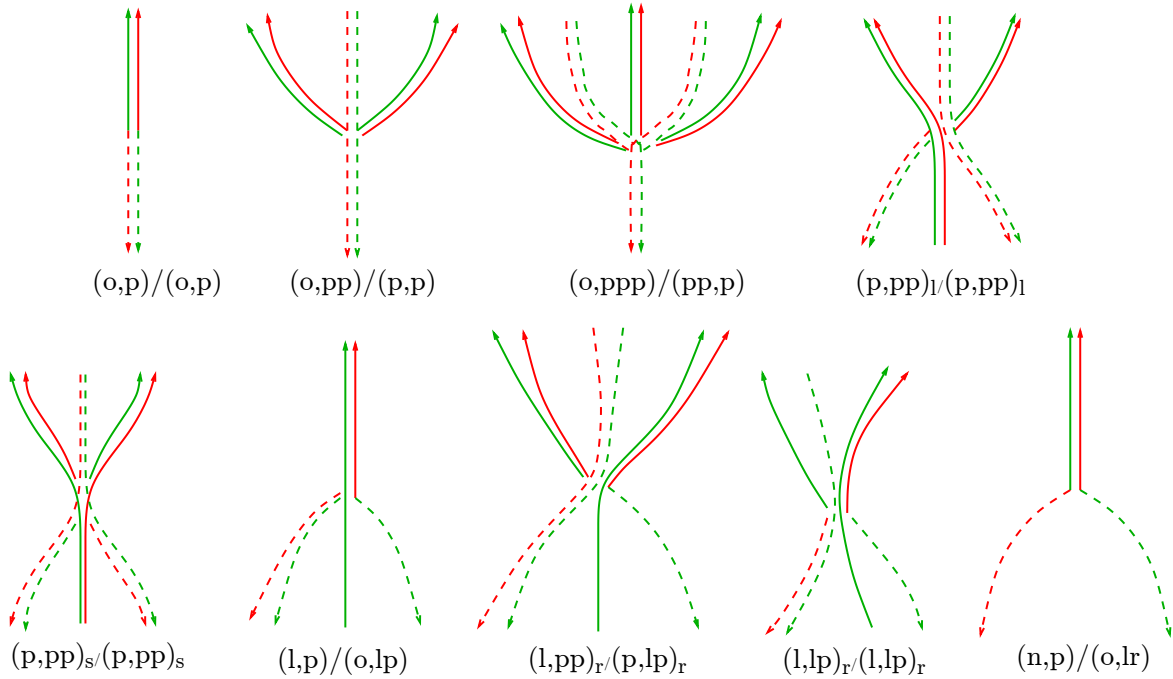 (o,p)/(o,p)
(o,pp)/(p,p)
(o,ppp)/(pp,p)
(p,pp)l/(p,pp)l
(p,pp)s/(p,pp)s
(l,p)/(o,lp)
(l,pp)r/(p,lp)r
(l,lp)r/(l,lp)r
(n,p)/(o,lr)